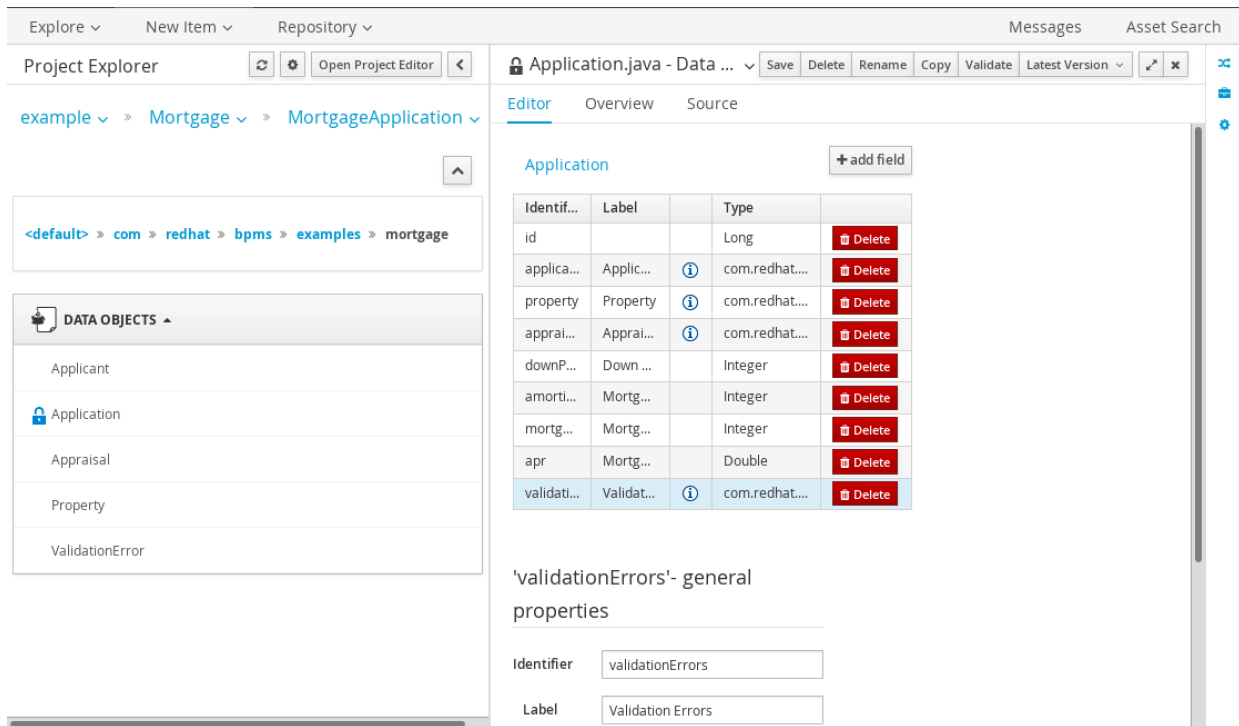 Explore New Item Repository Messages Asset Search
Project Explorer Open Project Editor
example » Mortgage » MortgageApplication
<default> » com » redhat » bpms » examples » mortgage
DATA OBJECTS
Applicant
Application
Appraisal
Property
ValidationError
Application.java - Data ... Save Delete Rename Copy Validate Latest Version
Editor Overview Source
Application + add field
Identif... Label Type
id Long Delete
applica... Applic... com.redhat.... Delete
property Property com.redhat.... Delete
apprai... Apprai... com.redhat.... Delete
downP... Down ... Integer Delete
amorti... Mortg... Integer Delete
mortg... Mortg... Integer Delete
apr Mortg... Double Delete
validati... Validat... com.redhat.... Delete
'validationErrors'- general
properties
Identifier validationErrors
Label Validation Errors